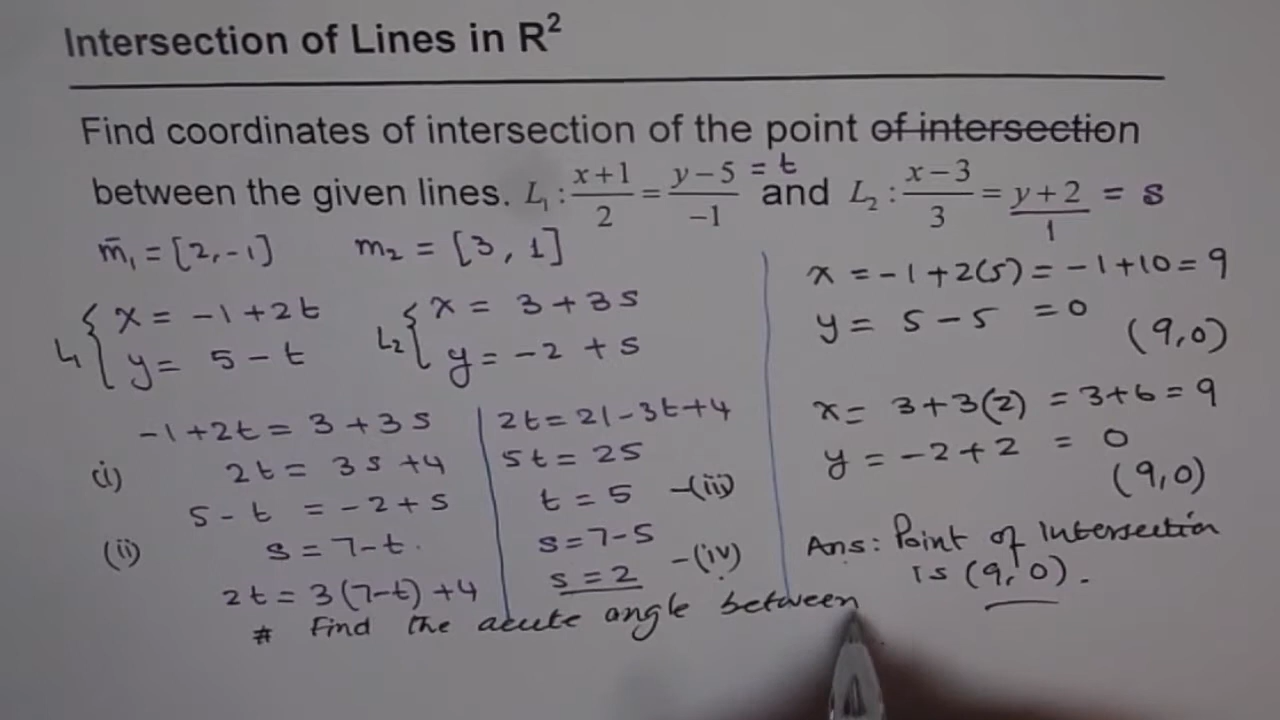 Intersection of Lines in R²
Find coordinates of intersection of the point of intersection
between the given lines. L₁: (x+1)/2 = (y−5)/−1 = t and L₂: (x−3)/3 = (y+2)/1 = s
m̄₁ = [2, -1]   m₂ = [3, 1]
L₁ { x = -1 + 2t
y = 5 - t
L₂ { x = 3 + 3s
y = -2 + s
-1 + 2t = 3 + 3s
(i) 2t = 3s + 4
5 - t = -2 + s
(ii) s = 7 - t.
2t = 3(7-t) + 4
2t = 21 - 3t + 4
5t = 25
t = 5 -(iii)
s = 7 - 5
s = 2 -(iv)
x = -1 + 2(5) = -1 + 10 = 9
y = 5 - 5 = 0
(9, 0)
x = 3 + 3(2) = 3 + 6 = 9
y = -2 + 2 = 0
(9, 0)
Ans: Point of Intersection
is (9, 0).
# Find the acute angle between